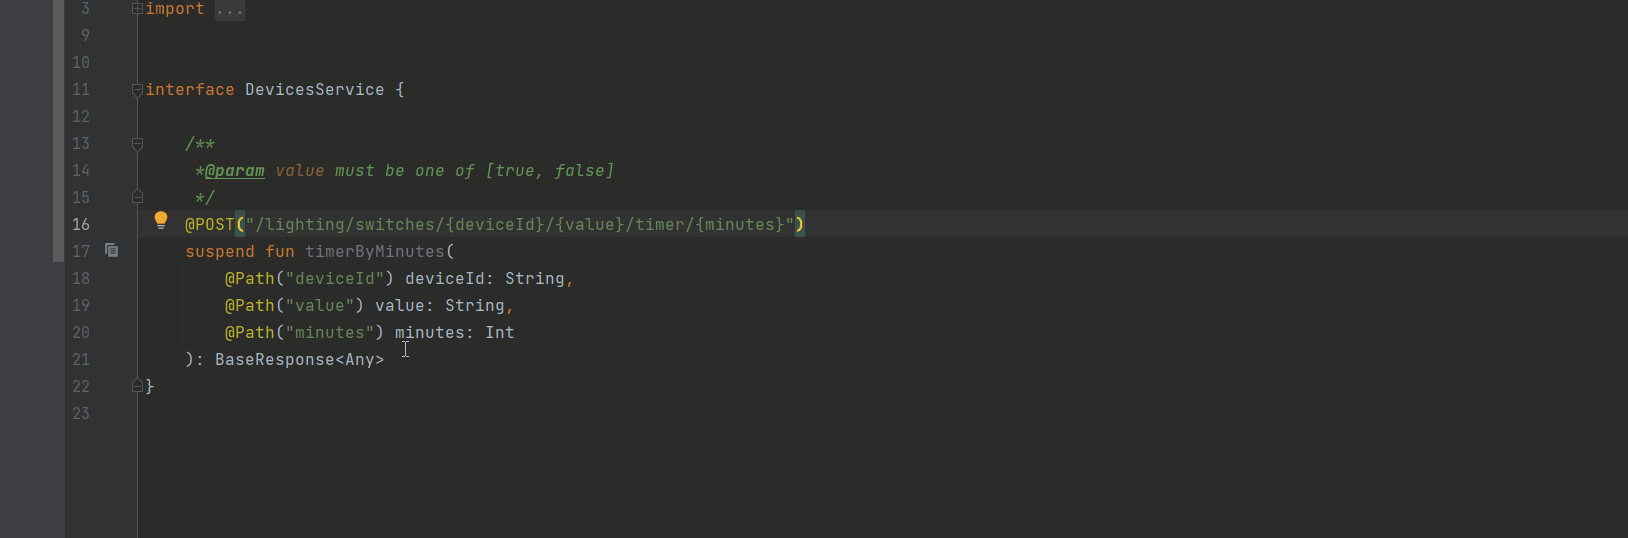 3 import ...
9
10
11 interface DevicesService {
12
13 /**
14 *@param value must be one of [true, false]
15 */
16 @POST("/lighting/switches/{deviceId}/{value}/timer/{minutes}")
17 suspend fun timerByMinutes(
18 @Path("deviceId") deviceId: String,
19 @Path("value") value: String,
20 @Path("minutes") minutes: Int
21 ): BaseResponse<Any>
22 }
23